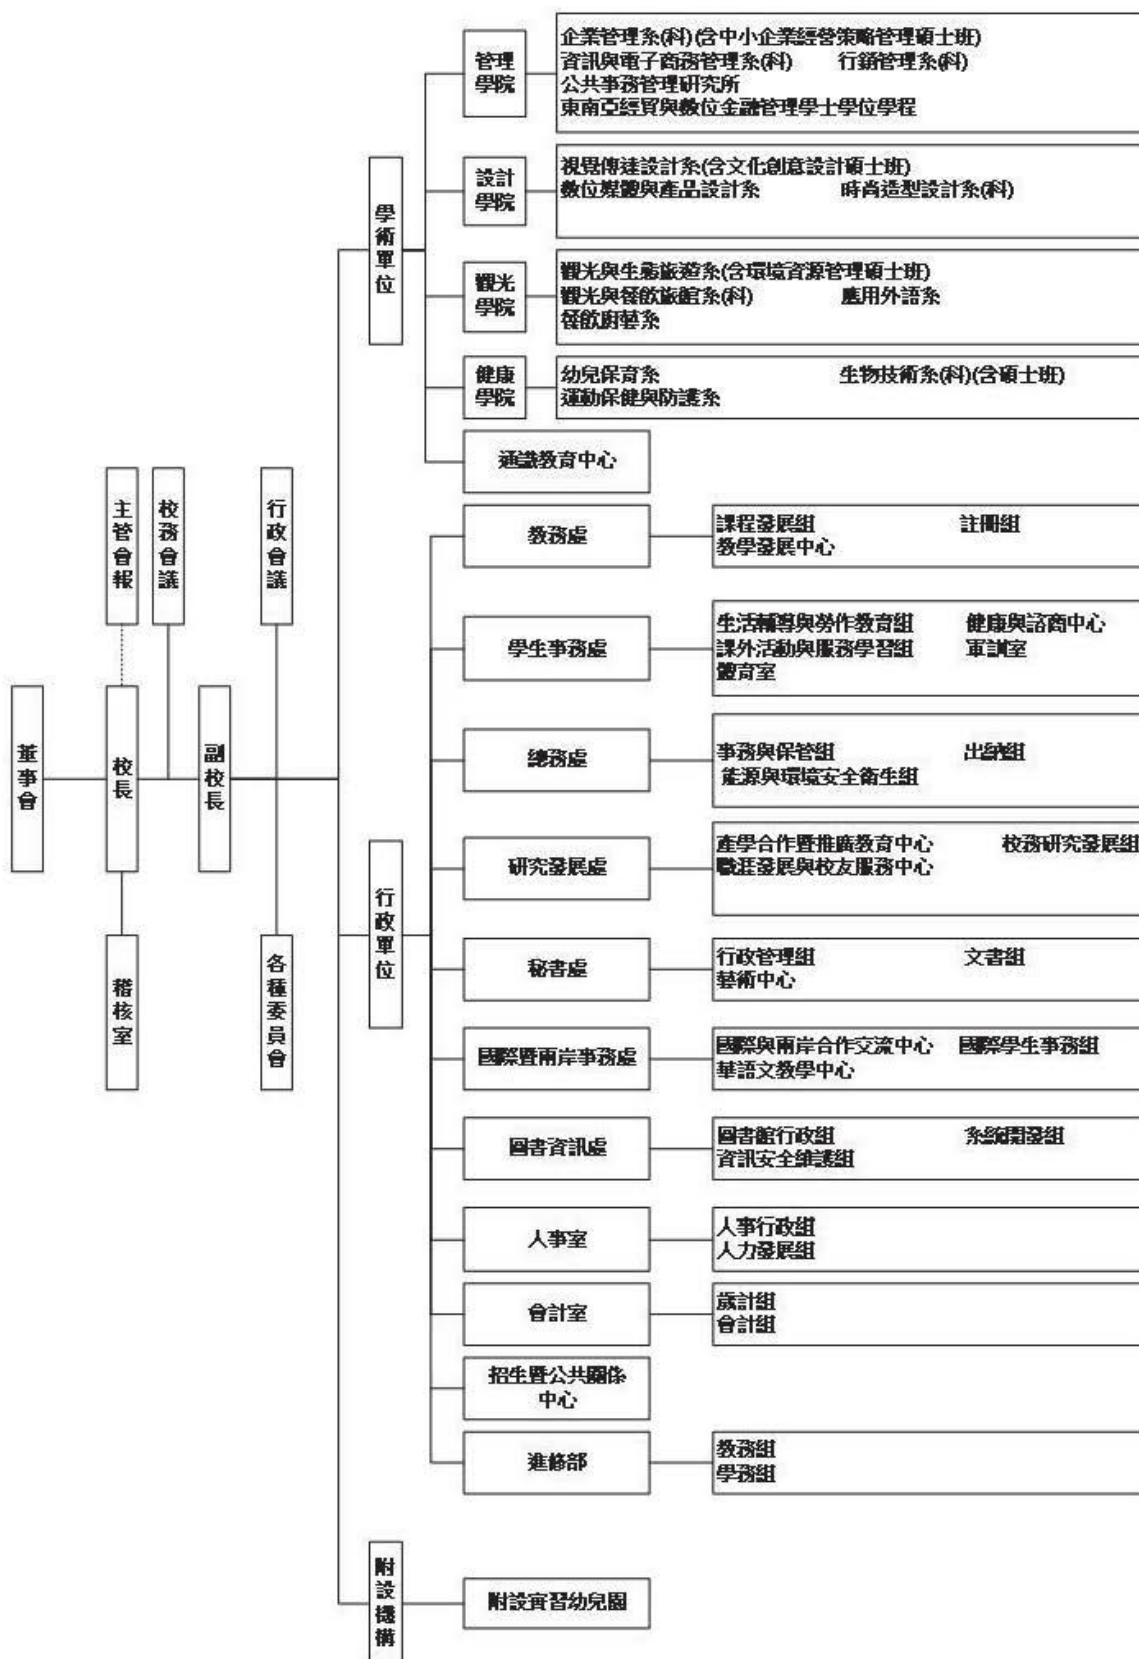 管理
學院
企業管理系(科)(含中小企業經營策略管理碩士班)
資訊與電子商務管理系(科) 行銷管理系(科)
公共事務管理研究所
東南亞經貿與數位金融管理學士學位學程
設計
學院
視覺傳達設計系(含文化創意設計碩士班)
數位媒體與產品設計系 時尚造型設計系(科)
學術單位
觀光
學院
觀光與生態旅遊系(含環境資源管理碩士班)
觀光與餐飲旅館系(科) 應用外語系
餐飲廚藝系
健康
學院
幼兒保育系 生物技術系(科)(含碩士班)
運動保健與防護系
通識教育中心
主管會報
校務會議
行政會議
董事會
校長
副校長
稽核室
各種委員會
行政單位
教務處
課程發展組 註冊組
教學發展中心
學生事務處
生活輔導與勞作教育組 健康與諮商中心
課外活動與服務學習組 軍訓室
體育室
總務處
事務與保管組 出納組
能源與環境安全衛生組
研究發展處
產學合作暨推廣教育中心 校務研究發展組
職涯發展與校友服務中心
秘書處
行政管理組 文書組
藝術中心
國際暨兩岸事務處
國際與兩岸合作交流中心 國際學生事務組
華語文教學中心
圖書資訊處
圖書館行政組 系統開發組
資訊安全維護組
人事室
人事行政組
人力發展組
會計室
歲計組
會計組
招生暨公共關係
中心
進修部
教務組
學務組
附設機構
附設實習幼兒園